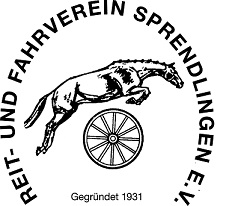 REIT- UND FAHRVEREIN SPRENDLINGEN E.V.
Gegründet 1931